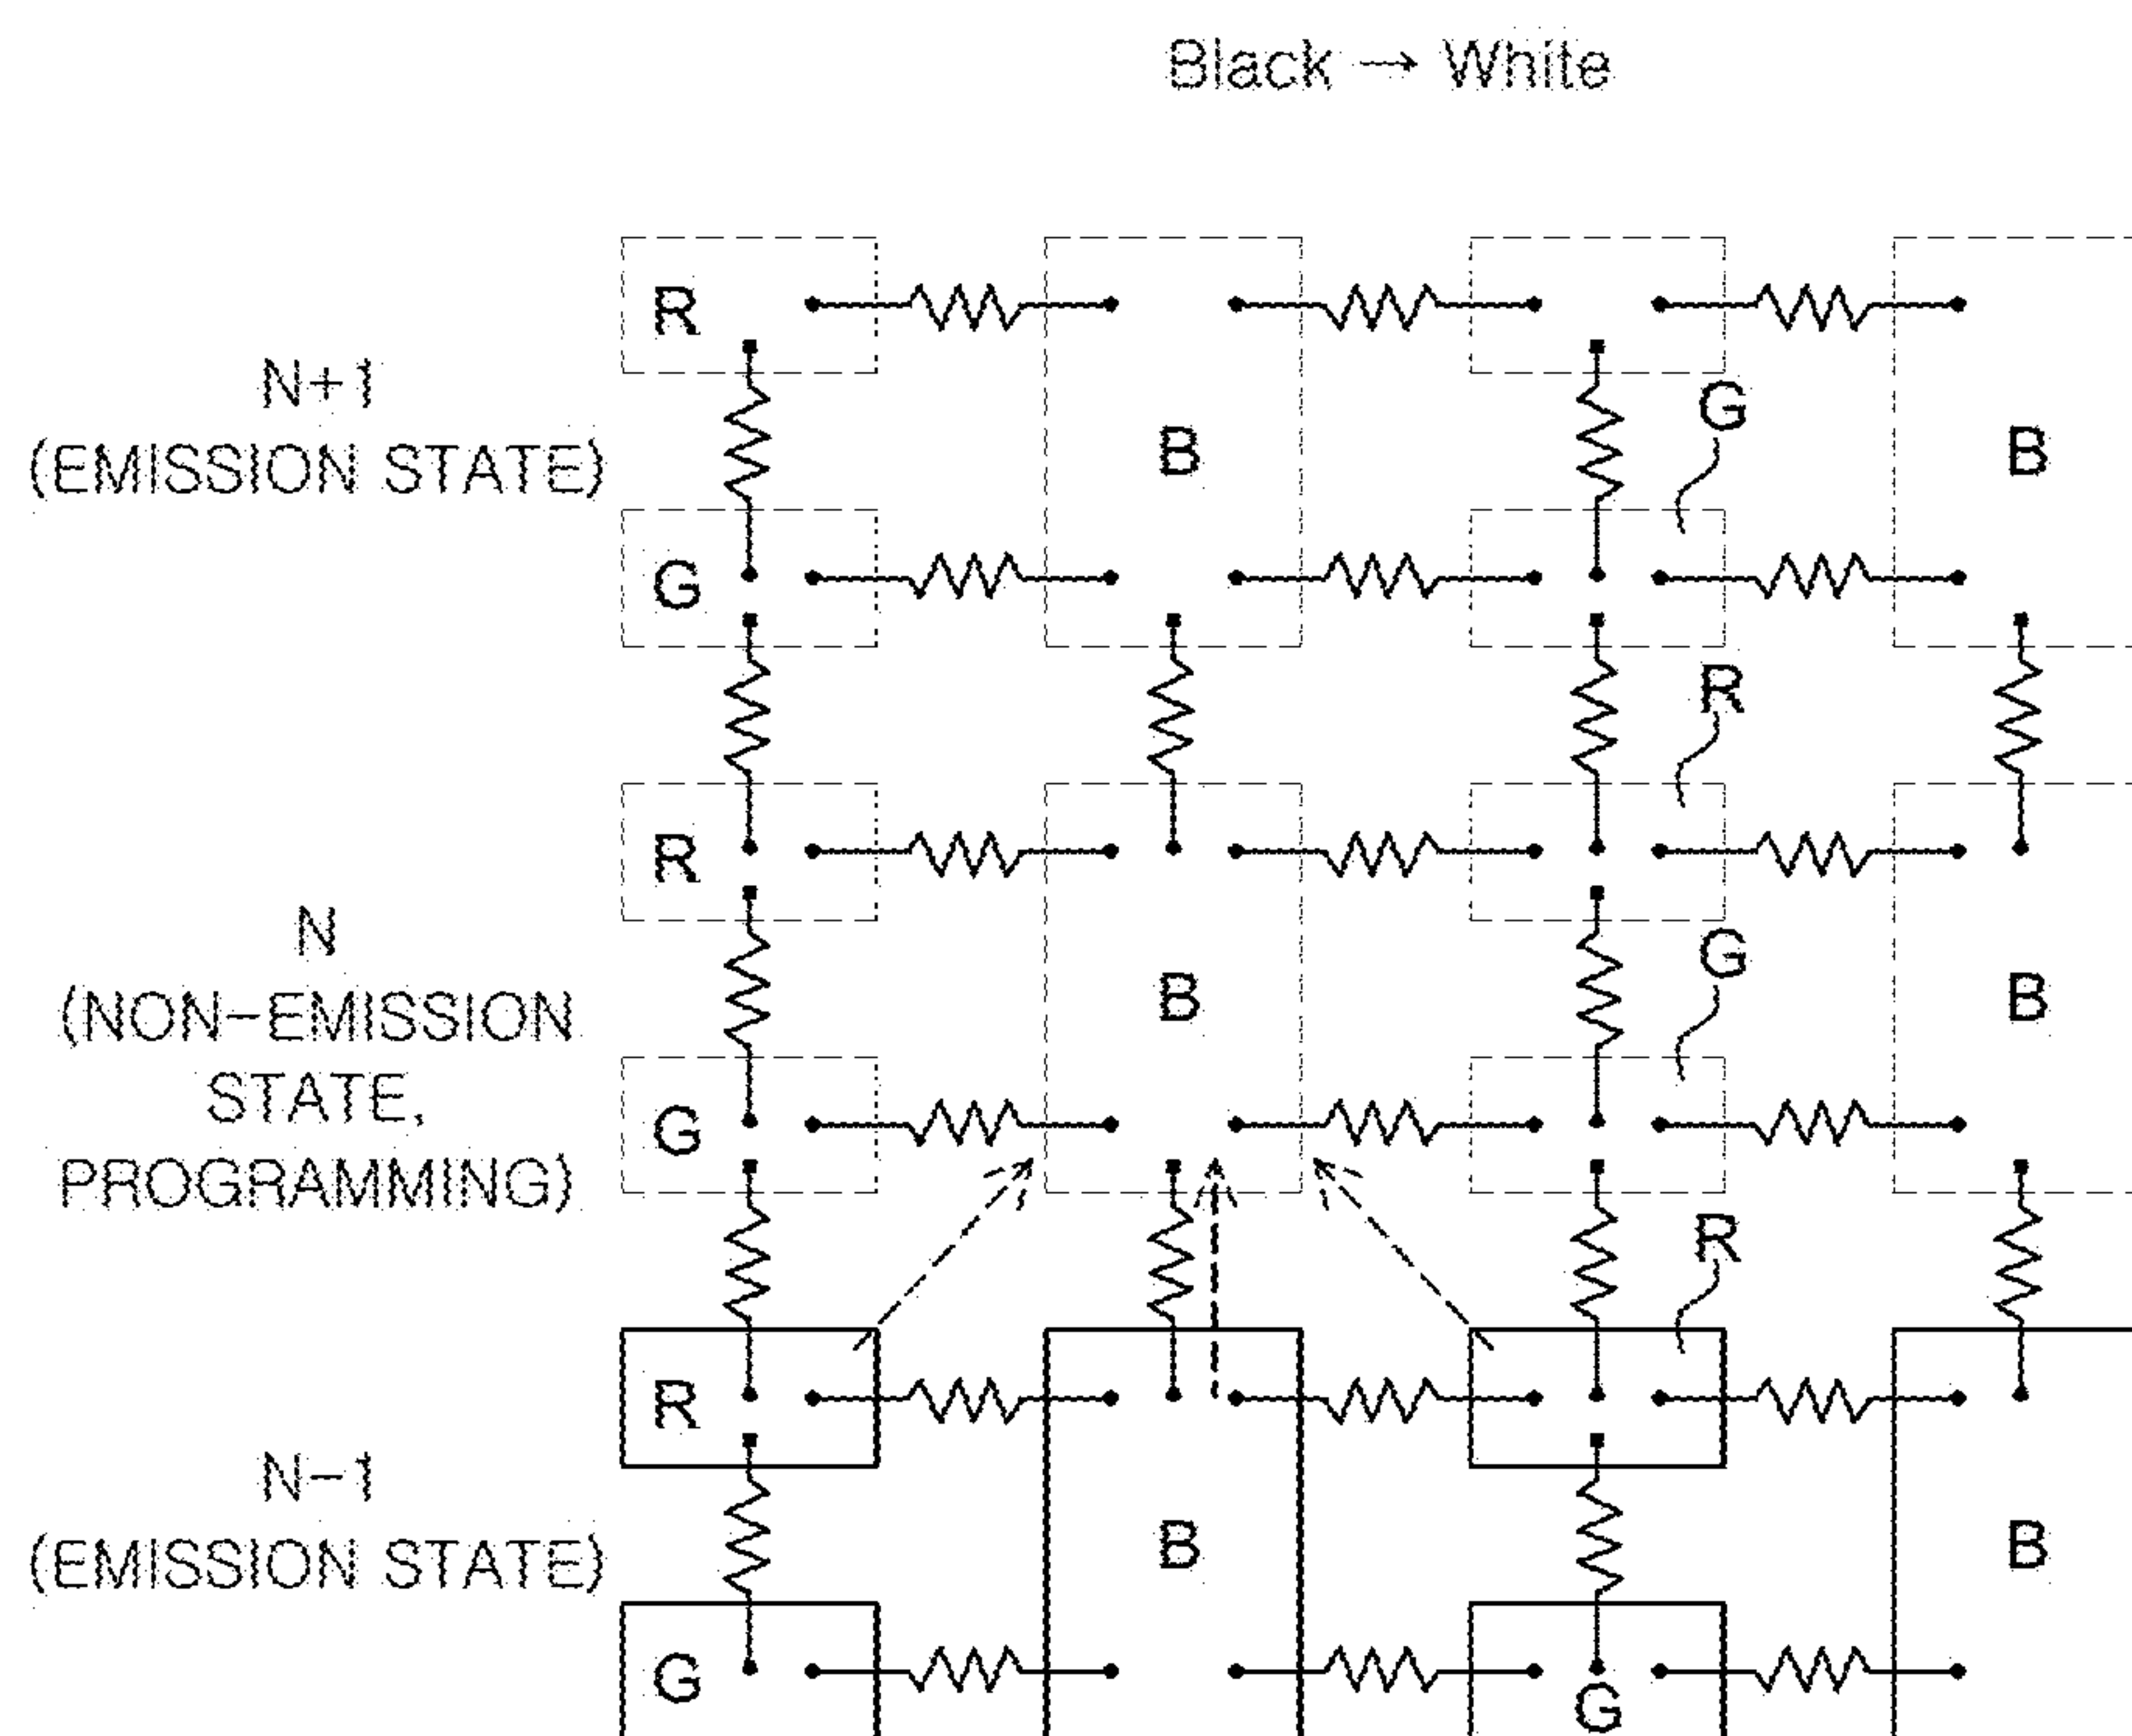 Black → White
R
N+1
(EMISSION STATE)
B
G
B
G
R
R
N
(NON-EMISSION
STATE,
PROGRAMMING)
B
G
B
G
R
R
N-1
(EMISSION STATE)
B
B
G
G